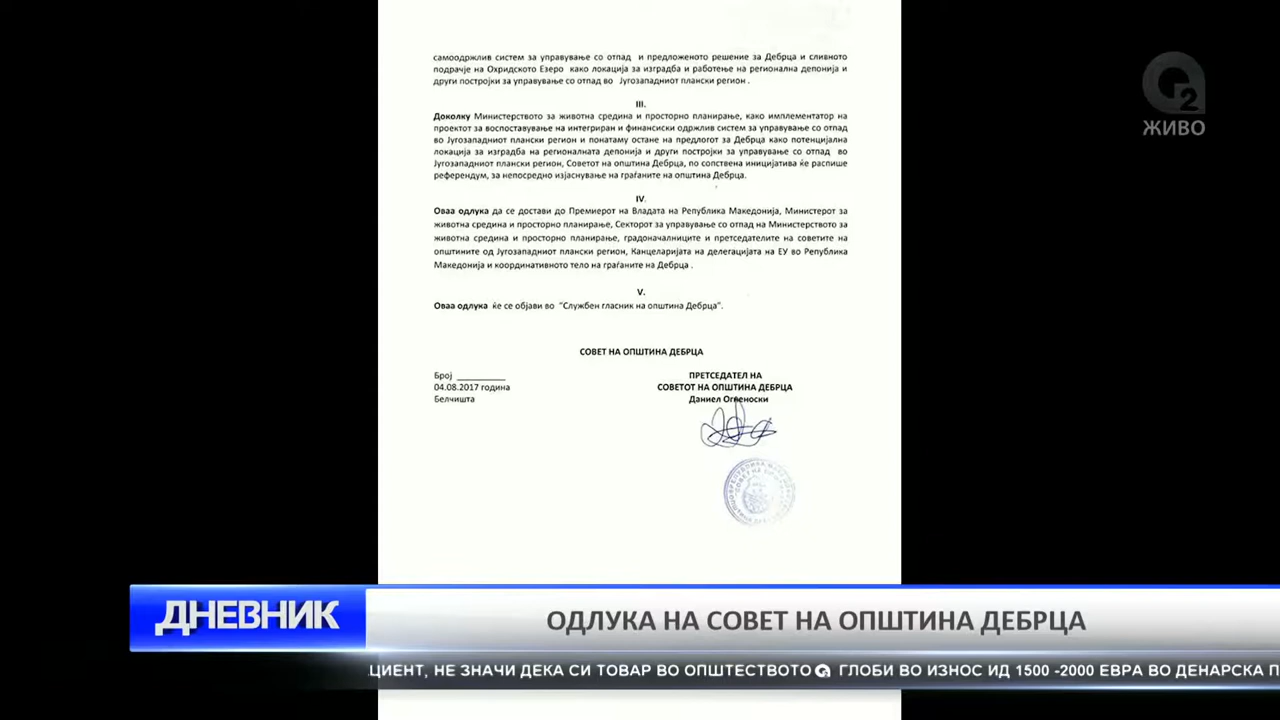 самоодржлив систем за управување со отпад и предложеното решение за Дебрца и сливното
подрачје на Охридското Езеро како локација за изградба и работење на регионална депонија и
други постројки за управување со отпад во Југозападниот плански регион .
III.
Доколку Министерството за животна средина и просторно планирање, како имплементатор на
проектот за воспоставување на интегриран и финансиски одржлив систем за управување со отпад
во Југозападниот плански регион и понатаму остане на предлогот за Дебрца како потенцијална
локација за изградба на регионалната депонија и други постројки за управување со отпад во
Југозападниот плански регион, Советот на општина Дебрца, по сопствена иницијатива ќе распише
референдум, за непосредно изјаснување на граѓаните на општина Дебрца.
IV.
Оваа одлука да се достави до Премиерот на Владата на Република Македонија, Министерот за
животна средина и просторно планирање, Секторот за управување со отпад на Министерството за
животна средина и просторно планирање, градоначалниците и претседателите на советите на
општините од Југозападниот плански регион, Канцеларијата на делегацијата на ЕУ во Република
Македонија и координативното тело на граѓаните на Дебрца .
V.
Оваа одлука ќе се објави во "Службен гласник на општина Дебрца".
СОВЕТ НА ОПШТИНА ДЕБРЦА
Број __________
04.08.2017 година
Белчишта
ПРЕТСЕДАТЕЛ НА
СОВЕТОТ НА ОПШТИНА ДЕБРЦА
Даниел Огненоски
2
ЖИВО
ДНЕВНИК
ОДЛУКА НА СОВЕТ НА ОПШТИНА ДЕБРЦА
ЦИЕНТ, НЕ ЗНАЧИ ДЕКА СИ ТОВАР ВО ОПШТЕСТВОТО ГЛОБИ ВО ИЗНОС ИД 1500 -2000 ЕВРА ВО ДЕНАРСКА П